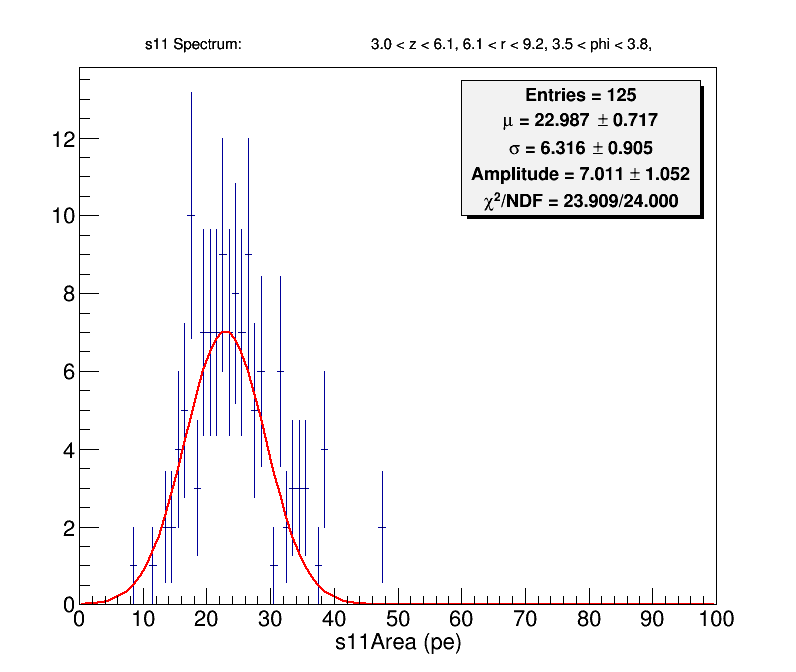 s11 Spectrum: 3.0 < z < 6.1, 6.1 < r < 9.2, 3.5 < phi < 3.8,
Entries = 125
μ = 22.987 ± 0.717
σ = 6.316 ± 0.905
Amplitude = 7.011 ± 1.052
χ²/NDF = 23.909/24.000
12
10
8
6
4
2
0
0 10 20 30 40 50 60 70 80 90 100
s11Area (pe)